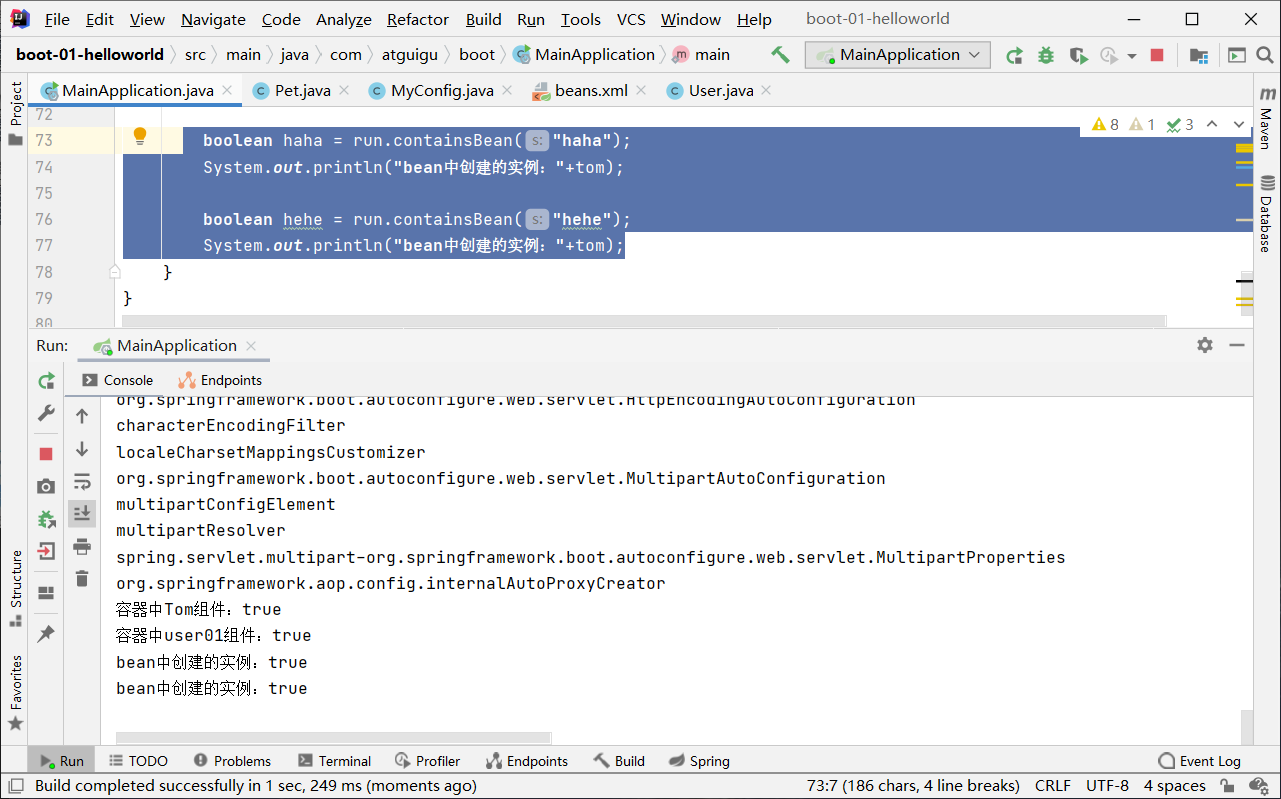 File Edit View Navigate Code Analyze Refactor Build Run Tools VCS Window Help boot-01-helloworld
boot-01-helloworld src main java com atguigu boot MainApplication main MainApplication
MainApplication.java Pet.java MyConfig.java beans.xml User.java
Project
Structure
Favorites
72
73 boolean haha = run.containsBean( s: "haha");
74 System.out.println("bean中创建的实例："+tom);
75
76 boolean hehe = run.containsBean( s: "hehe");
77 System.out.println("bean中创建的实例："+tom);
78 }
79 }
80
8 1 3
Maven
Database
Run: MainApplication
Console Endpoints
org.springframework.boot.autoconfigure.web.servlet.HttpEncodingAutoConfiguration
characterEncodingFilter
localeCharsetMappingsCustomizer
org.springframework.boot.autoconfigure.web.servlet.MultipartAutoConfiguration
multipartConfigElement
multipartResolver
spring.servlet.multipart-org.springframework.boot.autoconfigure.web.servlet.MultipartProperties
org.springframework.aop.config.internalAutoProxyCreator
容器中Tom组件：true
容器中user01组件：true
bean中创建的实例：true
bean中创建的实例：true
Run TODO Problems Terminal Profiler Endpoints Build Spring Event Log
Build completed successfully in 1 sec, 249 ms (moments ago) 73:7 (186 chars, 4 line breaks) CRLF UTF-8 4 spaces